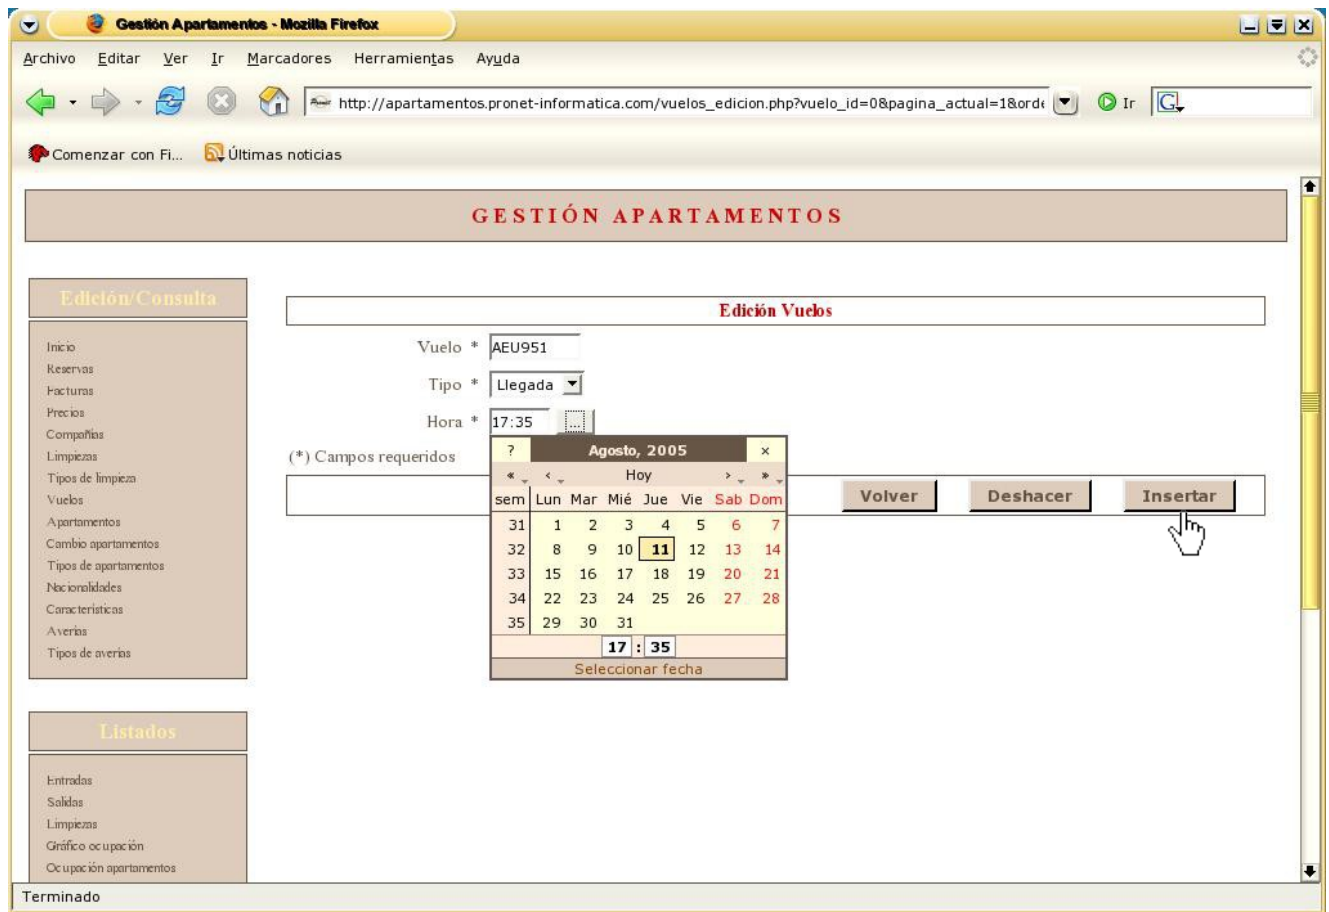 Gestión Apartamentos - Mozilla Firefox
Archivo Editar Ver Ir Marcadores Herramientas Ayuda
http://apartamentos.pronet-informatica.com/vuelos_edicion.php?vuelo_id=0&pagina_actual=1&orde Ir G
Comenzar con Fi... Últimas noticias
GESTIÓN APARTAMENTOS
Edición/Consulta
Inicio
Reservas
Facturas
Precios
Compañías
Limpiezas
Tipos de limpieza
Vuelos
Apartamentos
Cambio apartamentos
Tipos de apartamentos
Nacionalidades
Características
Averías
Tipos de averías
Listados
Entradas
Salidas
Limpiezas
Gráfico ocupación
Ocupación apartamentos
Edición Vuelos
Vuelo * AEU951
Tipo * Llegada
Hora * 17:35 ...
(*) Campos requeridos
? Agosto, 2005 ×
« ‹ Hoy › »
sem Lun Mar Mié Jue Vie Sab Dom
31 1 2 3 4 5 6 7
32 8 9 10 11 12 13 14
33 15 16 17 18 19 20 21
34 22 23 24 25 26 27 28
35 29 30 31
17 : 35
Seleccionar fecha
Volver Deshacer Insertar
Terminado